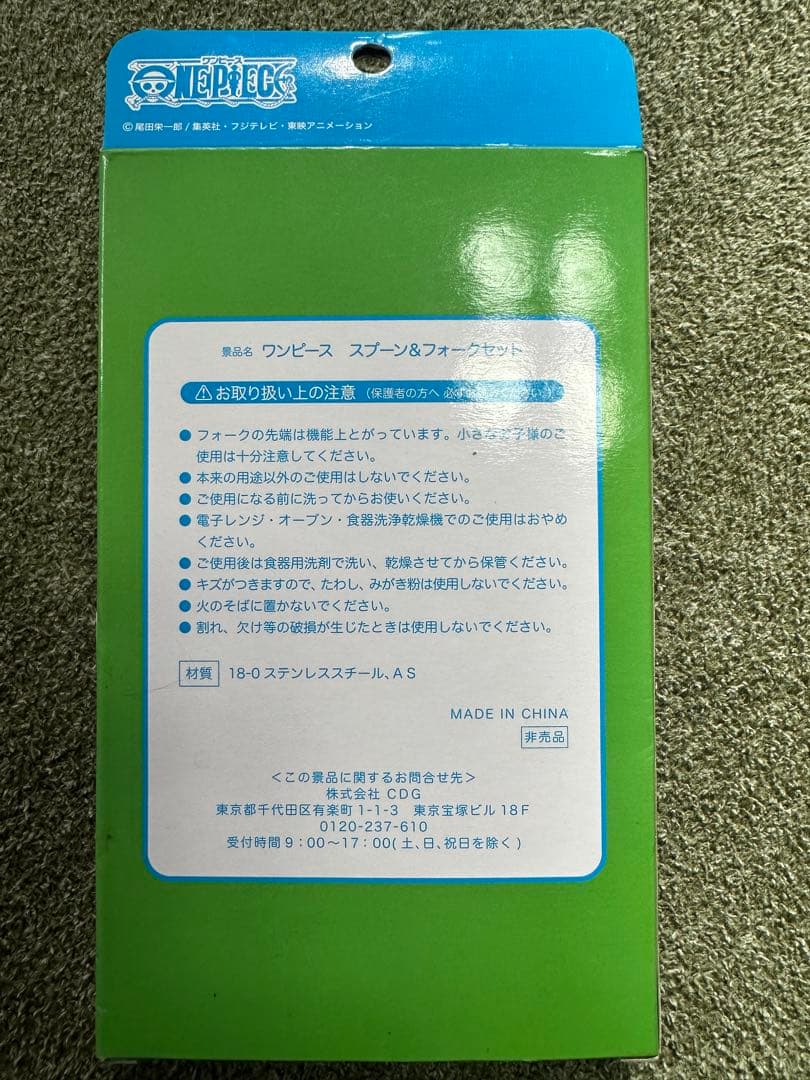 ワンピース
ONE PIECE
© 尾田栄一郎 / 集英社・フジテレビ・東映アニメーション
景品名 ワンピース スプーン&フォークセット
⚠ お取り扱い上の注意 (保護者の方へ 必ずお読みください。)
● フォークの先端は機能上とがっています。小さなお子様のご
使用は十分注意してください。
● 本来の用途以外のご使用はしないでください。
● ご使用になる前に洗ってからお使いください。
● 電子レンジ・オーブン・食器洗浄乾燥機でのご使用はおやめ
ください。
● ご使用後は食器用洗剤で洗い、乾燥させてから保管ください。
● キズがつきますので、たわし、みがき粉は使用しないでください。
● 火のそばに置かないでください。
● 割れ、欠け等の破損が生じたときは使用しないでください。
材質 18-0 ステンレススチール、AS
MADE IN CHINA
非売品
<この景品に関するお問合せ先>
株式会社 CDG
東京都千代田区有楽町 1-1-3 東京宝塚ビル 18F
0120-237-610
受付時間 9：00～17：00( 土、日、祝日を除く )